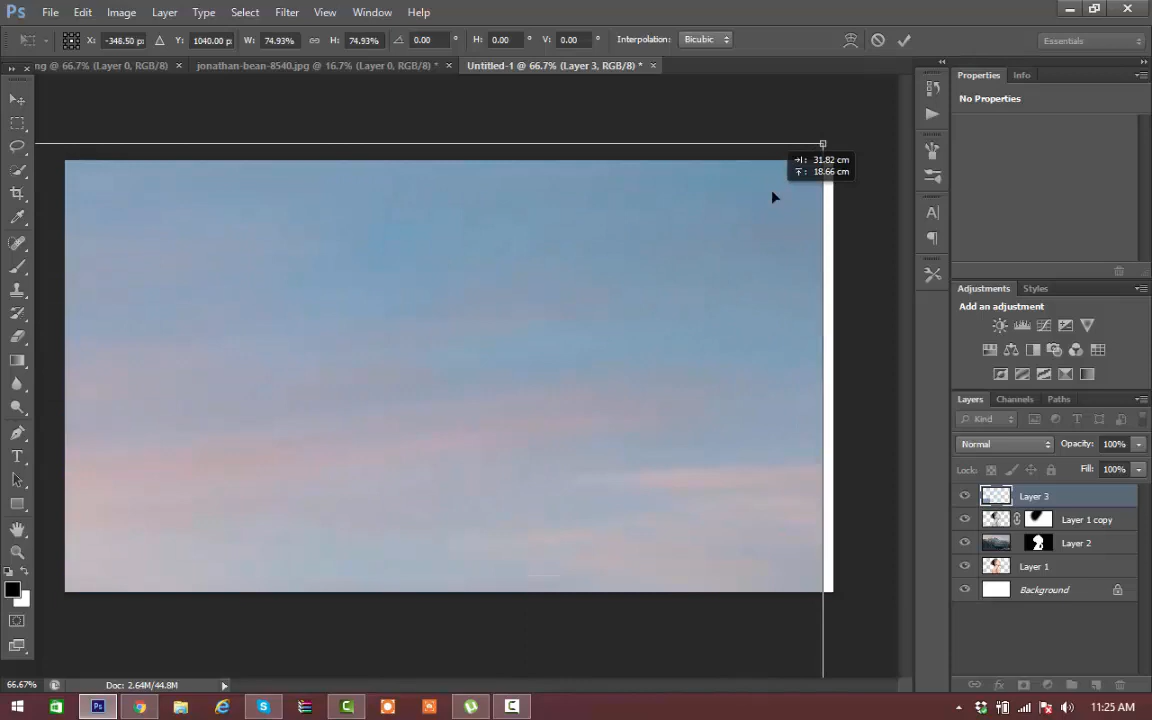 Ps File Edit Image Layer Type Select Filter View Window Help
X: -348.50 px Y: 1040.00 px W: 74.93% H: 74.93% 0.00 ° H: 0.00 ° V: 0.00 ° Interpolation: Bicubic Essentials
ng @ 66.7% (Layer 0, RGB/8) × jonathan-bean-8540.jpg @ 16.7% (Layer 0, RGB/8) * × Untitled-1 @ 66.7% (Layer 3, RGB/8) * ×
Properties Info
No Properties
31.82 cm
18.66 cm
Adjustments Styles
Add an adjustment
Layers Channels Paths
Kind
Normal Opacity: 100%
Lock: Fill: 100%
Layer 3
Layer 1 copy
Layer 2
Layer 1
Background
66.67% Doc: 2.64M/44.8M
11:25 AM